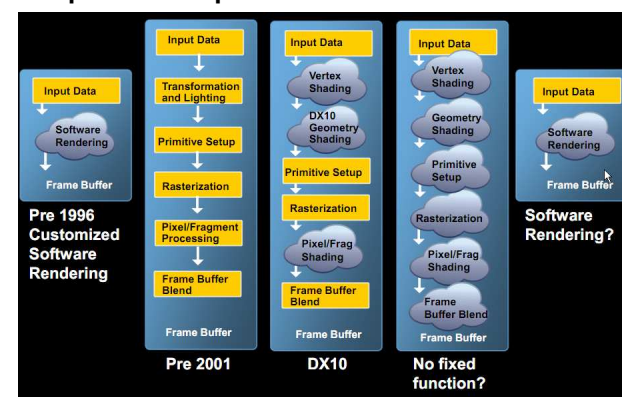 Input Data
Software
Rendering
Frame Buffer
Pre 1996
Customized
Software
Rendering
Input Data
Transformation
and Lighting
Primitive Setup
Rasterization
Pixel/Fragment
Processing
Frame Buffer
Blend
Frame Buffer
Pre 2001
Input Data
Vertex
Shading
DX10
Geometry
Shading
Primitive Setup
Rasterization
Pixel/Frag
Shading
Frame Buffer
Blend
Frame Buffer
DX10
Input Data
Vertex
Shading
Geometry
Shading
Primitive
Setup
Rasterization
Pixel/Frag
Shading
Frame
Buffer Blend
Frame Buffer
No fixed
function?
Input Data
Software
Rendering
Frame Buffer
Software
Rendering?